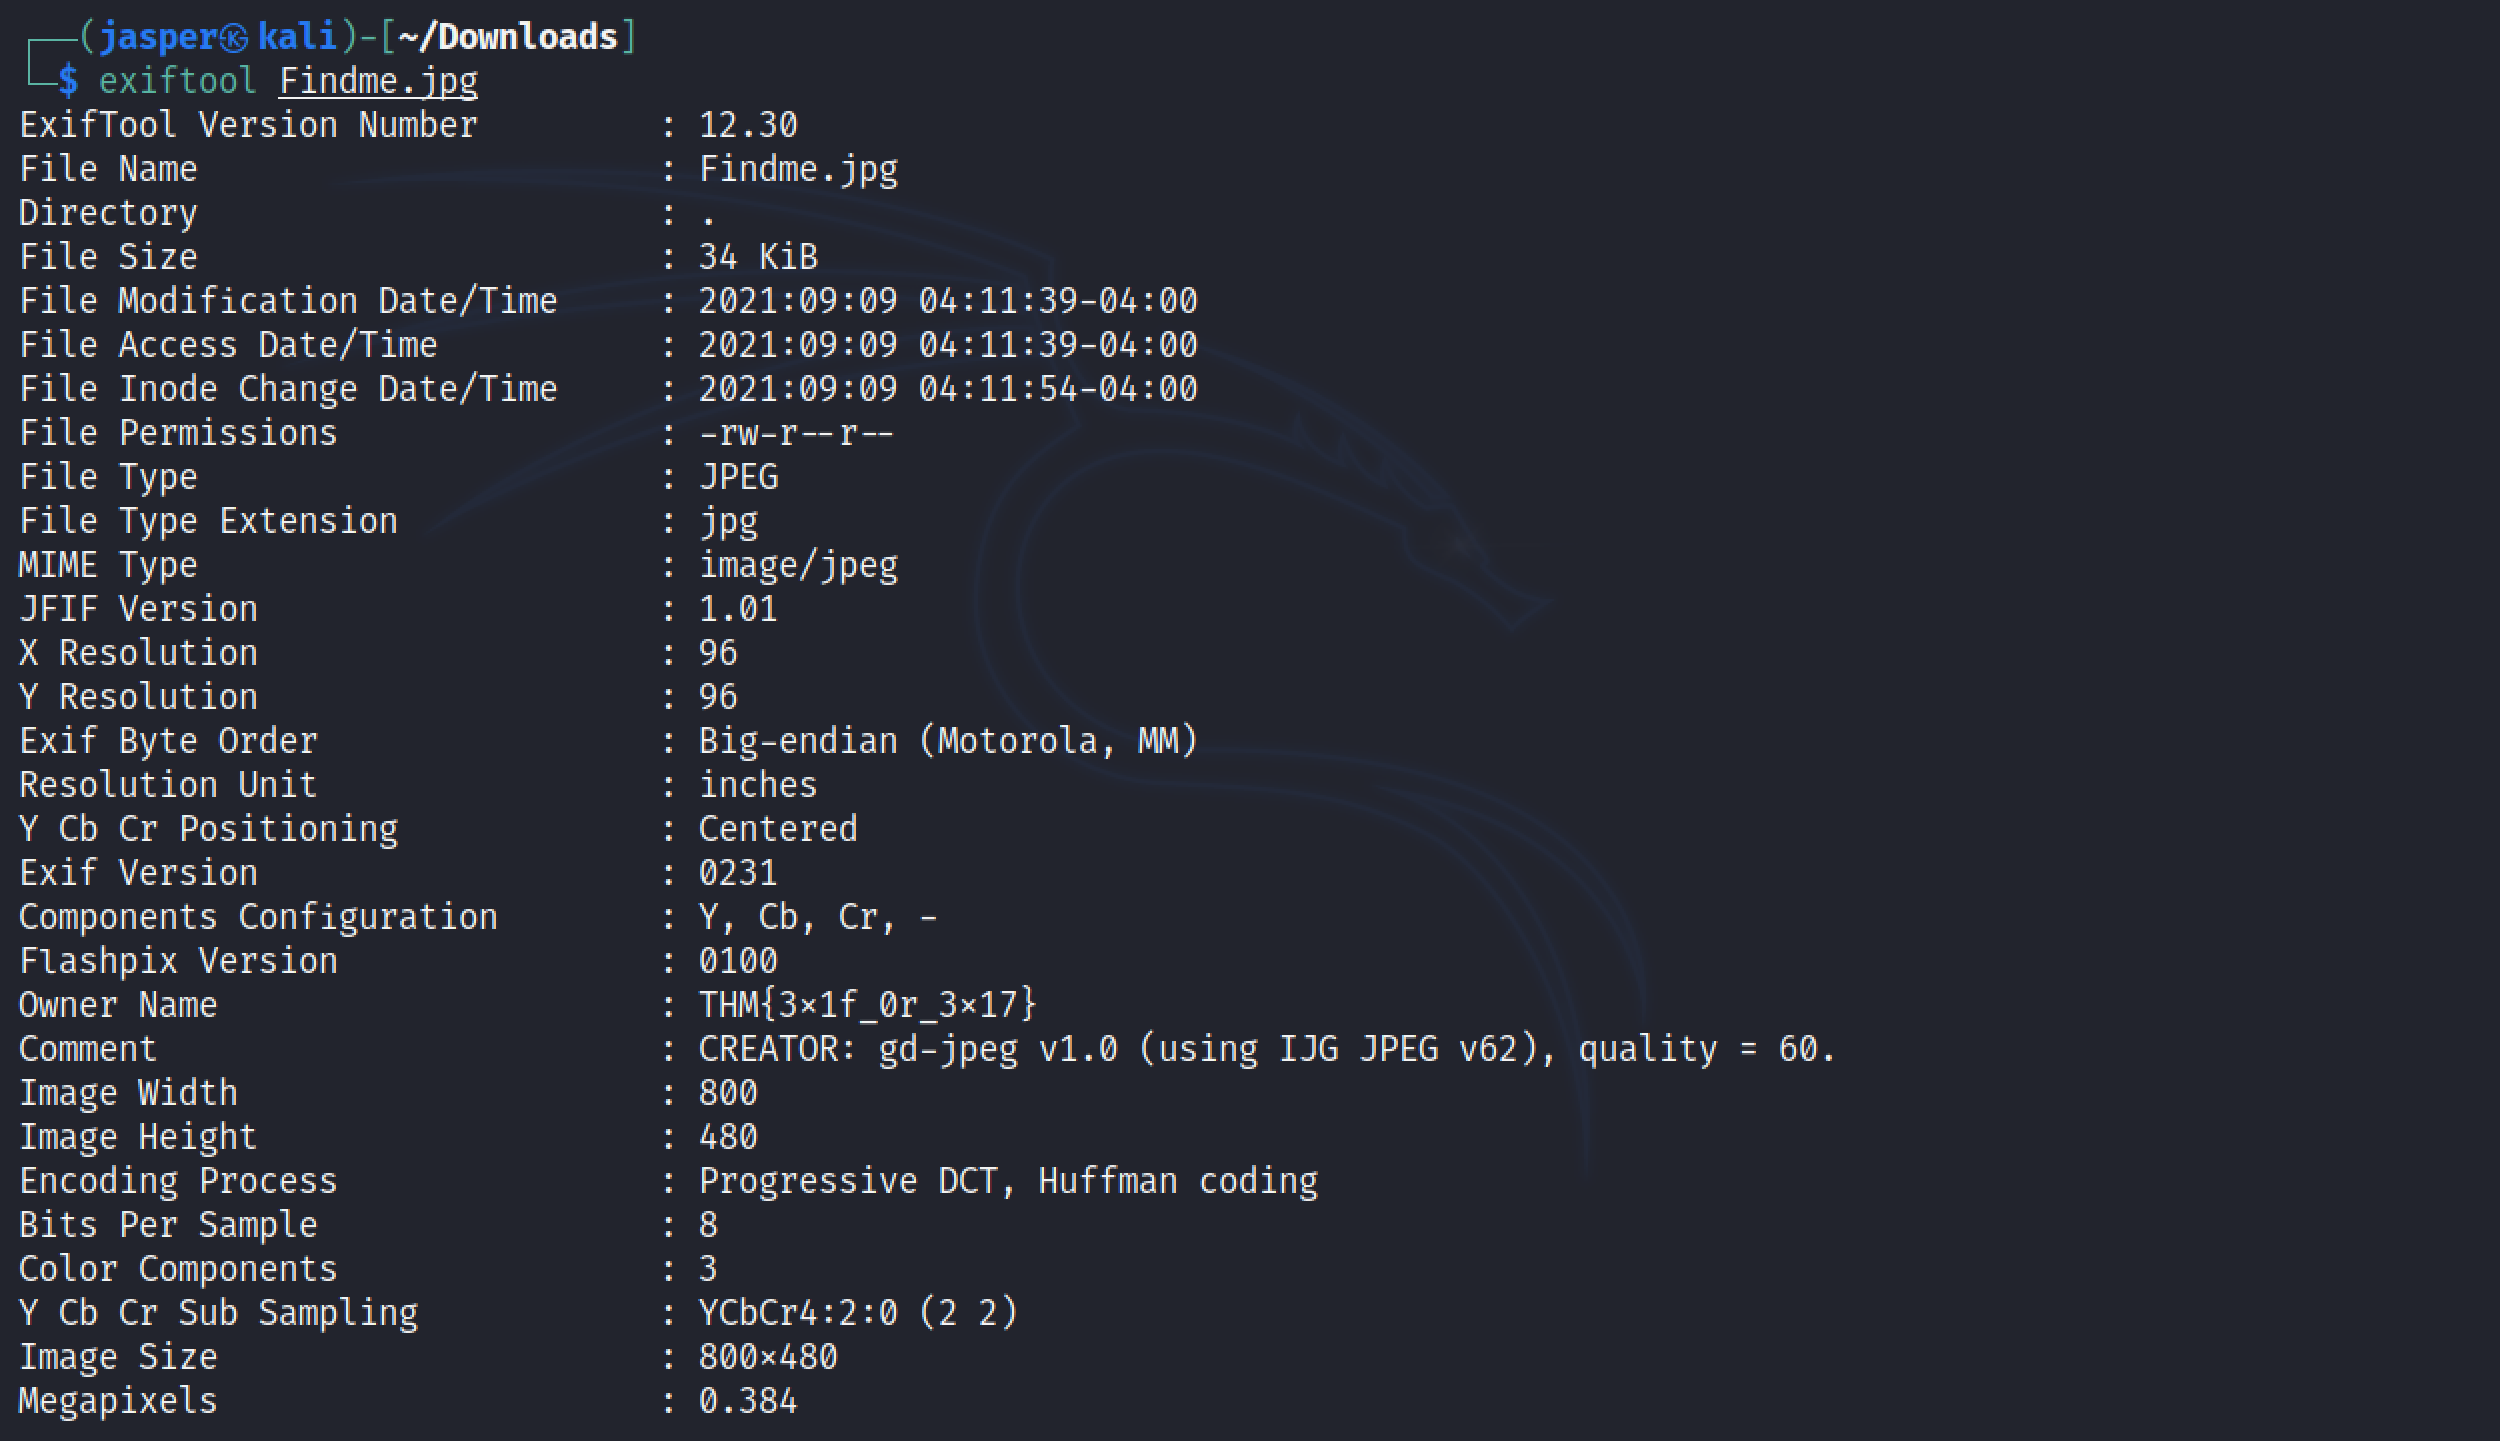 ┌──(jasper㉿kali)-[~/Downloads]
└─$ exiftool Findme.jpg
ExifTool Version Number         : 12.30
File Name                       : Findme.jpg
Directory                       : .
File Size                       : 34 KiB
File Modification Date/Time     : 2021:09:09 04:11:39-04:00
File Access Date/Time           : 2021:09:09 04:11:39-04:00
File Inode Change Date/Time     : 2021:09:09 04:11:54-04:00
File Permissions                : -rw-r--r--
File Type                       : JPEG
File Type Extension             : jpg
MIME Type                       : image/jpeg
JFIF Version                    : 1.01
X Resolution                    : 96
Y Resolution                    : 96
Exif Byte Order                 : Big-endian (Motorola, MM)
Resolution Unit                 : inches
Y Cb Cr Positioning             : Centered
Exif Version                    : 0231
Components Configuration        : Y, Cb, Cr, -
Flashpix Version                : 0100
Owner Name                      : THM{3×1f_0r_3×17}
Comment                         : CREATOR: gd-jpeg v1.0 (using IJG JPEG v62), quality = 60.
Image Width                     : 800
Image Height                    : 480
Encoding Process                : Progressive DCT, Huffman coding
Bits Per Sample                 : 8
Color Components                : 3
Y Cb Cr Sub Sampling            : YCbCr4:2:0 (2 2)
Image Size                      : 800×480
Megapixels                      : 0.384